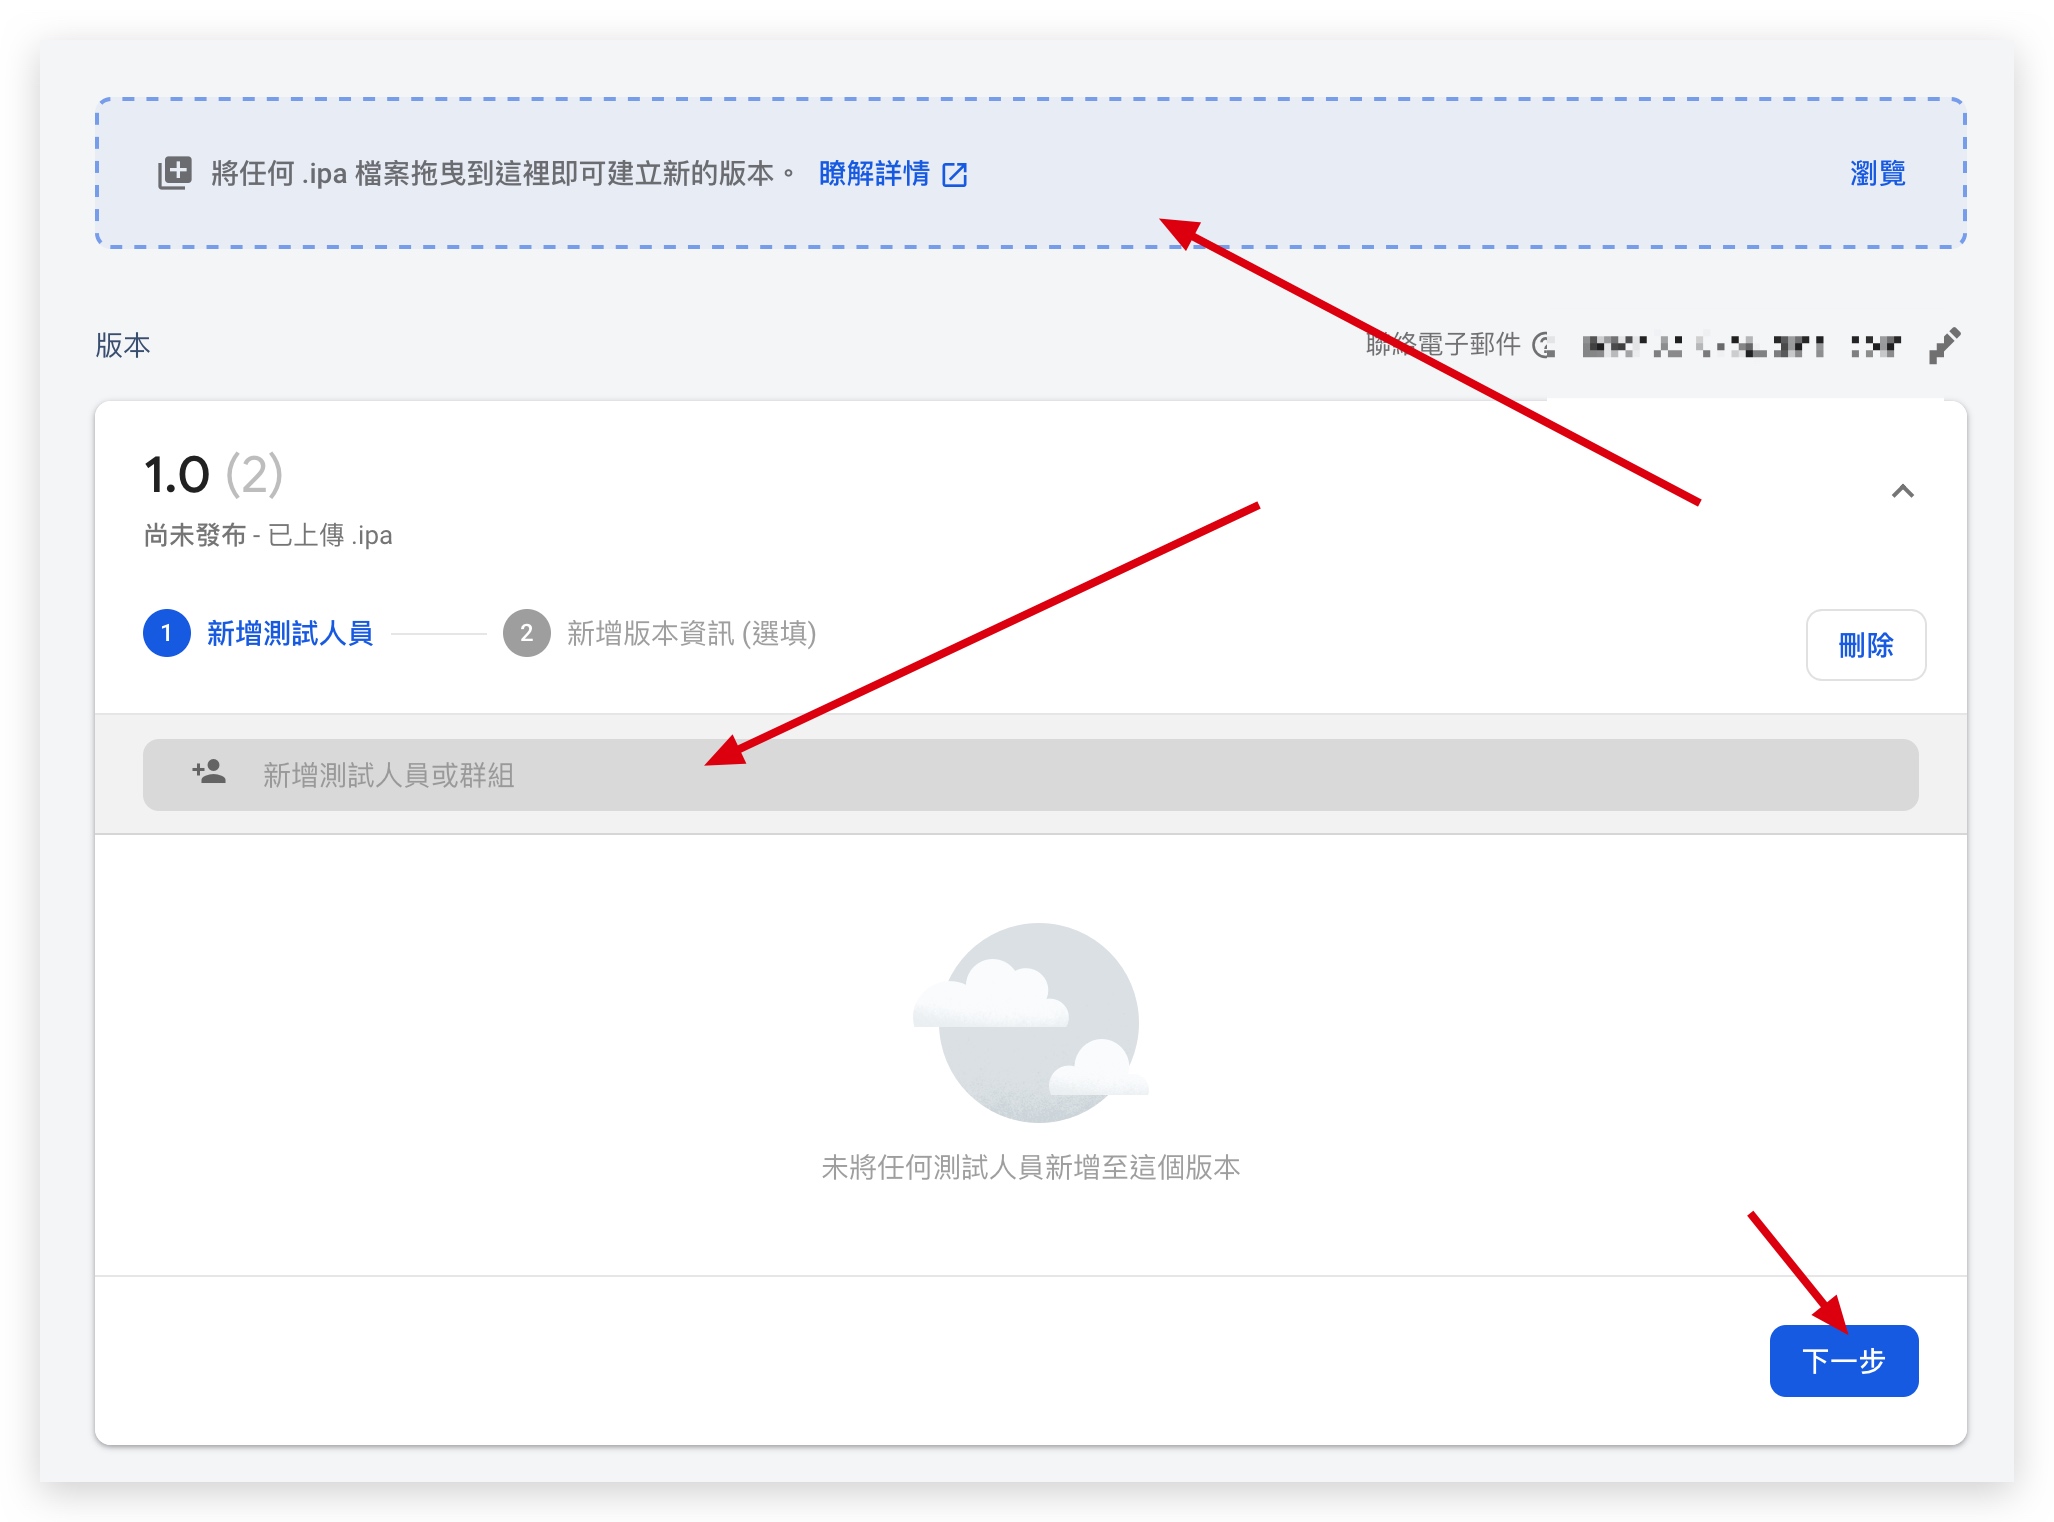 將任何 .ipa 檔案拖曳到這裡即可建立新的版本。 瞭解詳情
瀏覽
版本
聯絡電子郵件
1.0 (2)
尚未發布 - 已上傳 .ipa
1 新增測試人員
2 新增版本資訊 (選填)
刪除
新增測試人員或群組
未將任何測試人員新增至這個版本
下一步